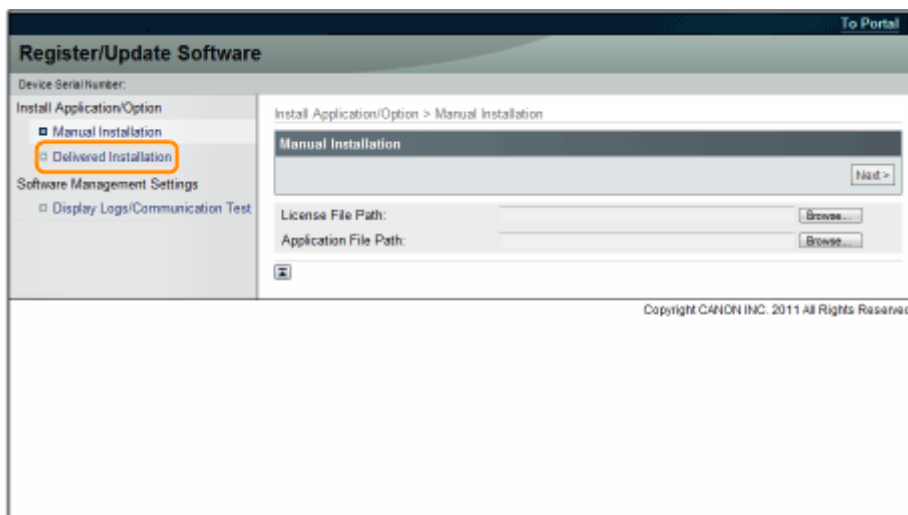 To Portal
Register/Update Software
Device Serial Number:
Install Application/Option
Manual Installation
Delivered Installation
Software Management Settings
Display Logs/Communication Test
Install Application/Option > Manual Installation
Manual Installation
Next >
License File Path:
Browse...
Application File Path:
Browse...
Copyright CANON INC. 2011 All Rights Reserved